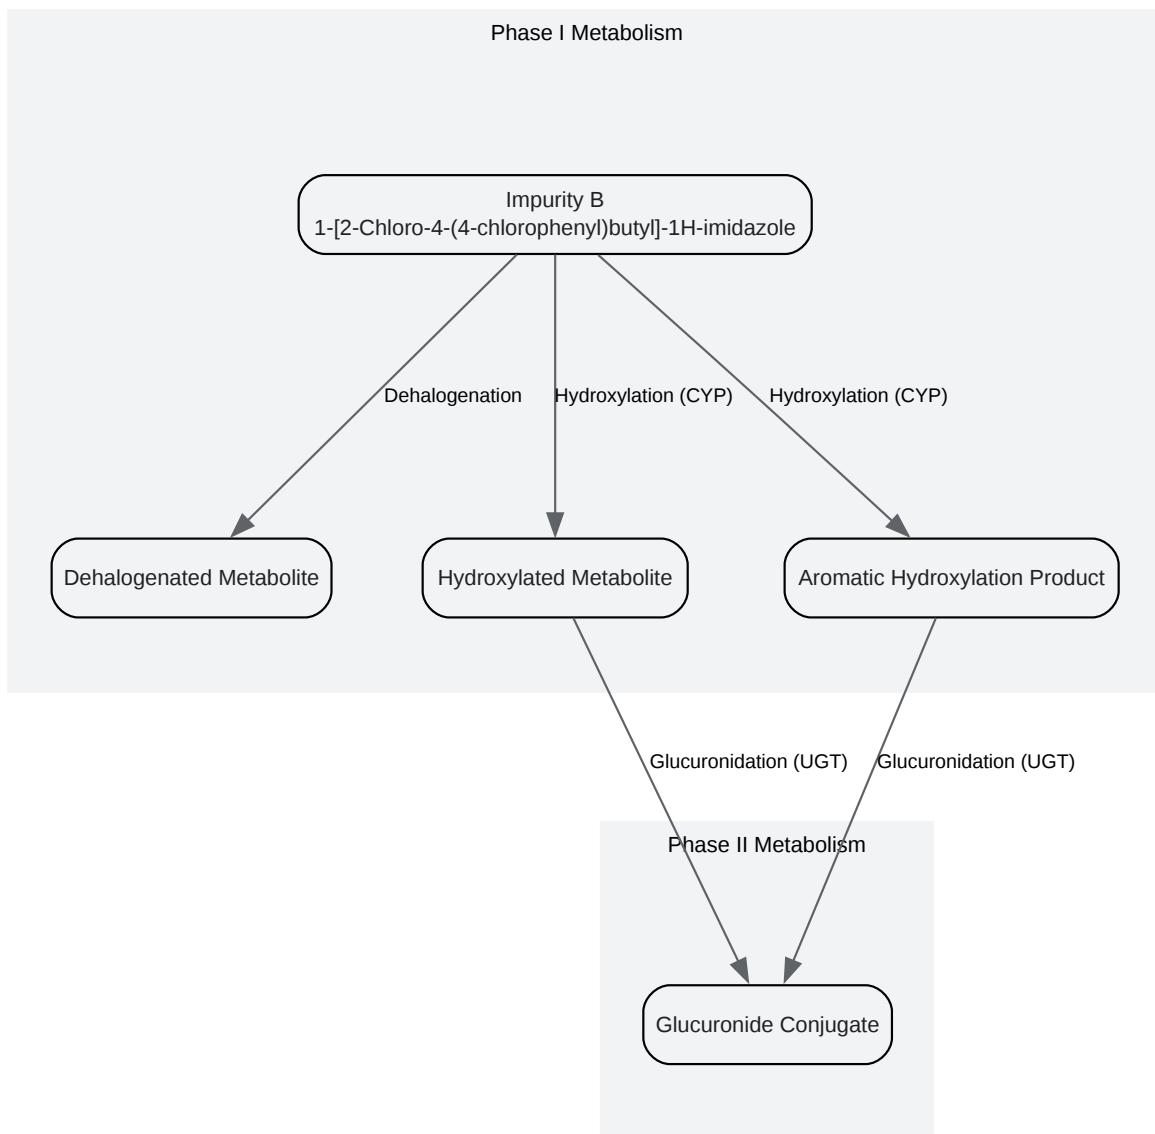 Phase I Metabolism
Impurity B
1-[2-Chloro-4-(4-chlorophenyl)butyl]-1H-imidazole
Dehalogenation
Hydroxylation (CYP)
Hydroxylation (CYP)
Dehalogenated Metabolite
Hydroxylated Metabolite
Aromatic Hydroxylation Product
Glucuronidation (UGT)
Glucuronidation (UGT)
Phase II Metabolism
Glucuronide Conjugate